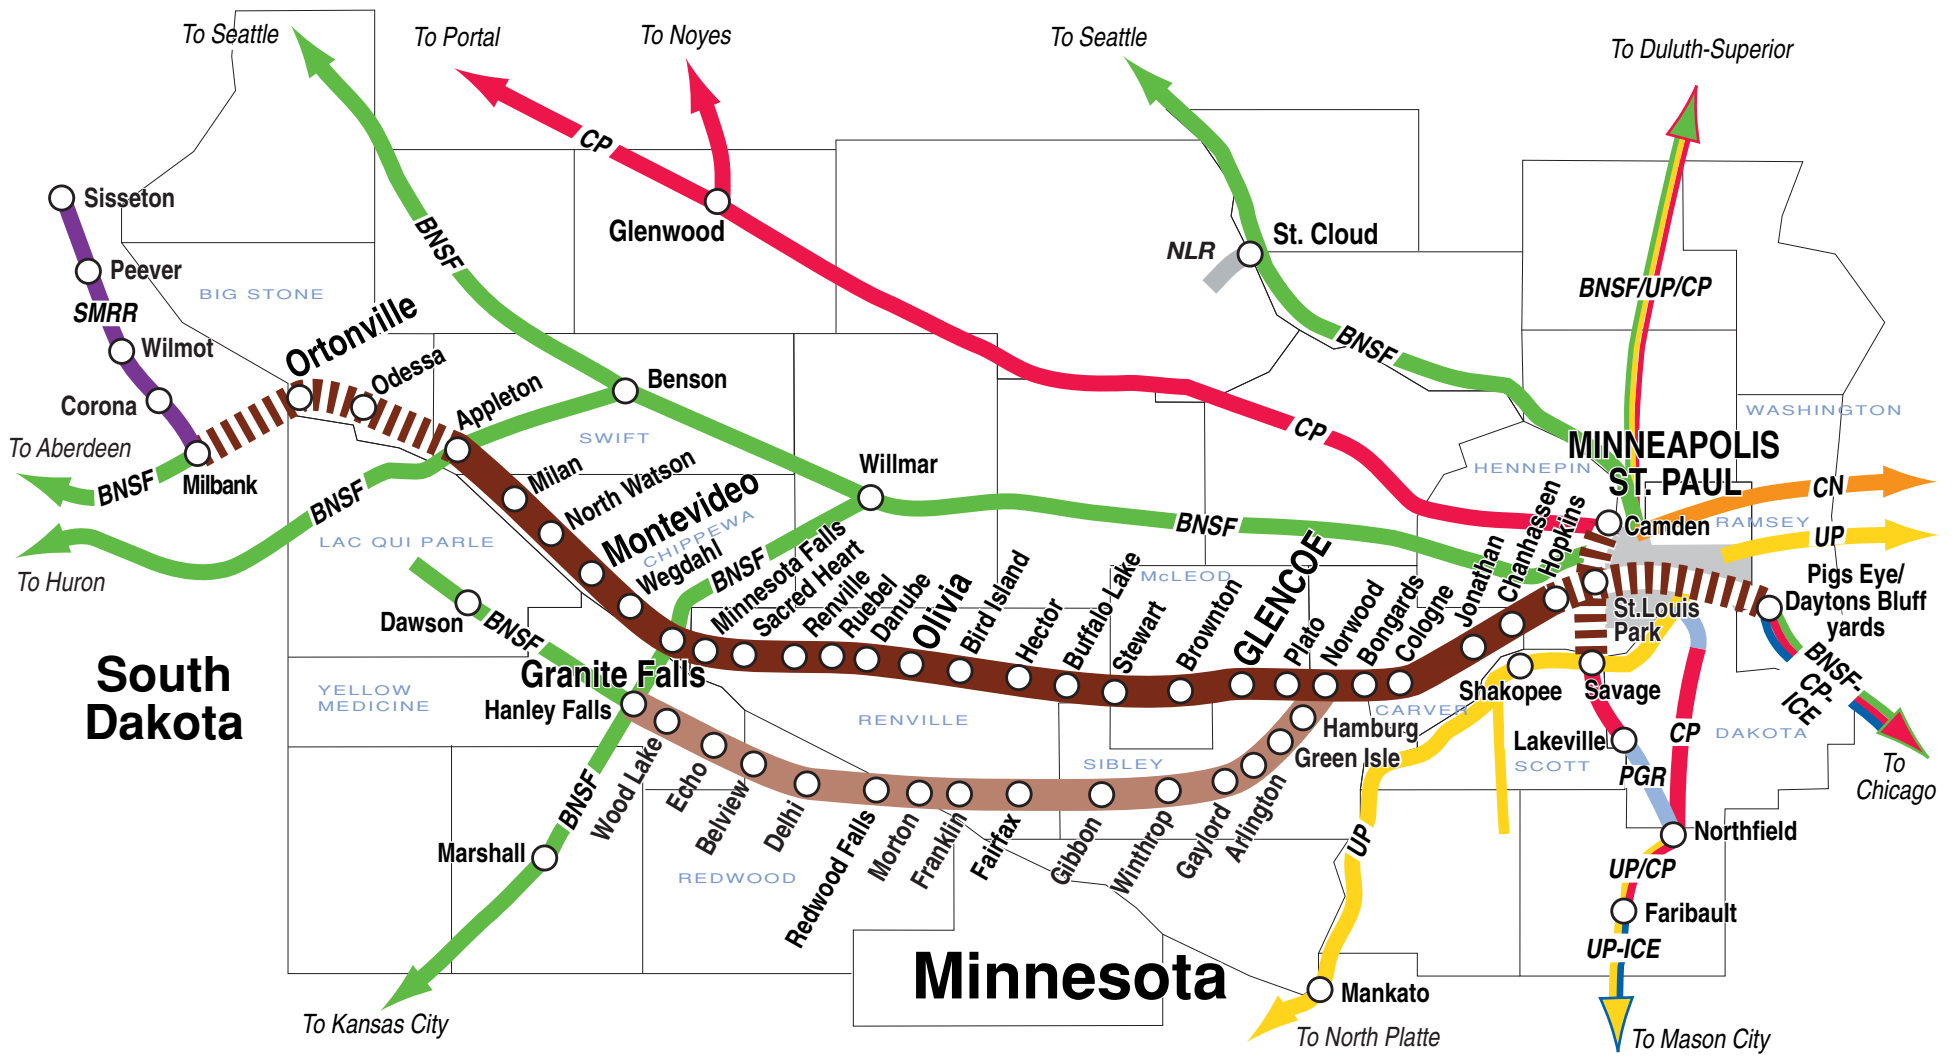 To Seattle
To Portal
To Noyes
To Seattle
To Duluth-Superior
CP
Sisseton
Glenwood
BNSF
St. Cloud
NLR
Peever
BIG STONE
BNSF/UP/CP
SMRR
Ortonville
Wilmot
BNSF
Odessa
Benson
Corona
Appleton
WASHINGTON
To Aberdeen
SWIFT
CP
MINNEAPOLIS
ST. PAUL
HENNEPIN
Willmar
BNSF
Milbank
BNSF
Milan
North Watson
Montevideo
CHIPPEWA
CN
Camden
RAMSEY
UP
BNSF
LAC QUI PARLE
To Huron
Wegdahl
BNSF
Minnesota Falls
Sacred Heart
Renville
Ruebel
Danube
Olivia
Bird Island
Hector
Buffalo Lake
McLEOD
Stewart
Brownton
GLENCOE
Plato
Norwood
Bongards
Cologne
Jonathan
Chanhassen
Hopkins
St.Louis
Park
Pigs Eye/
Daytons Bluff
yards
Dawson
BNSF
Granite Falls
Hanley Falls
South
Dakota
YELLOW
MEDICINE
RENVILLE
CARVER
Shakopee
Savage
BNSF-
CP-
ICE
Hamburg
Green Isle
Lakeville
SCOTT
CP
DAKOTA
PGR
To
Chicago
SIBLEY
BNSF
Wood Lake
Echo
Belview
Delhi
Redwood Falls
Morton
Franklin
Fairfax
Gibbon
Winthrop
Gaylord
Arlington
UP
Northfield
Marshall
REDWOOD
UP/CP
Faribault
UP-ICE
Minnesota
Mankato
To Kansas City
To North Platte
To Mason City